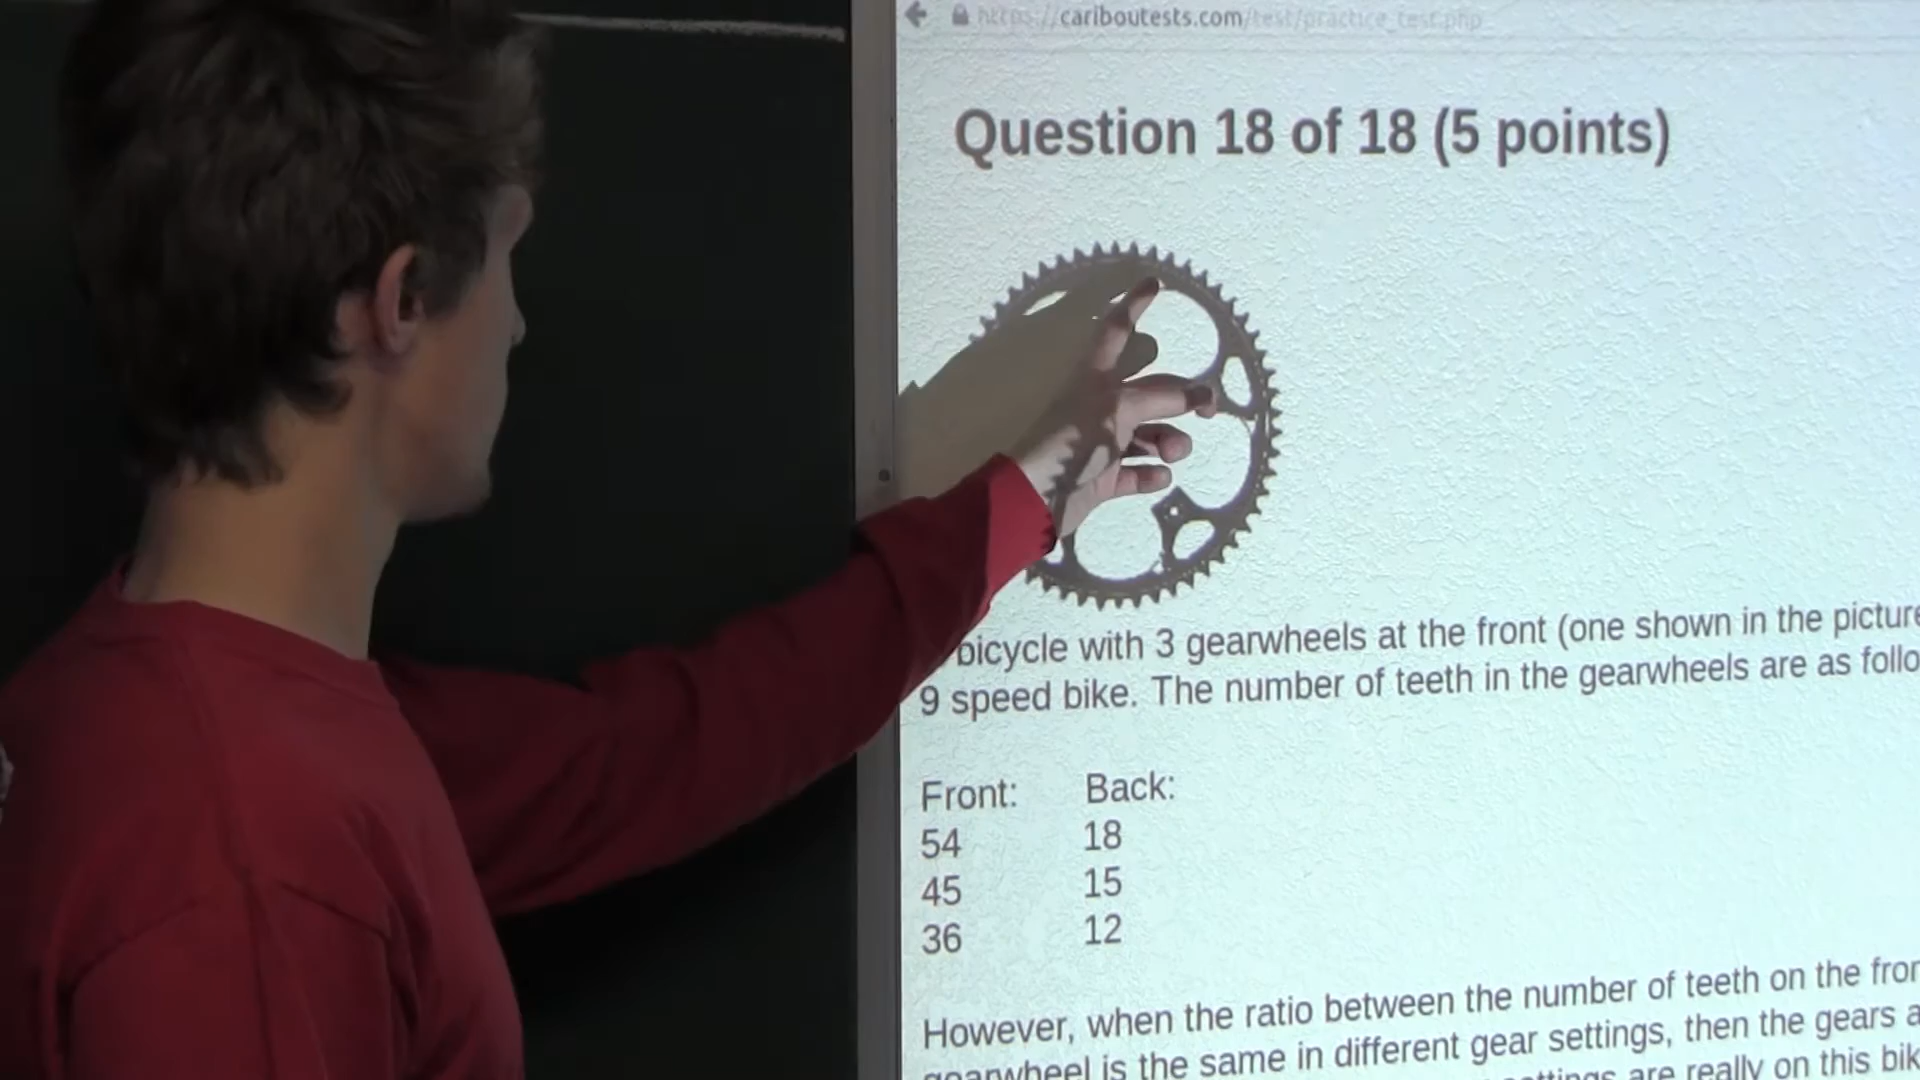 https://cariboutests.com/test/practice_test.php
Question 18 of 18 (5 points)
bicycle with 3 gearwheels at the front (one shown in the picture
9 speed bike. The number of teeth in the gearwheels are as follo
Front: Back:
54 18
45 15
36 12
However, when the ratio between the number of teeth on the fron
gearwheel is the same in different gear settings, then the gears a
ttings are really on this bik